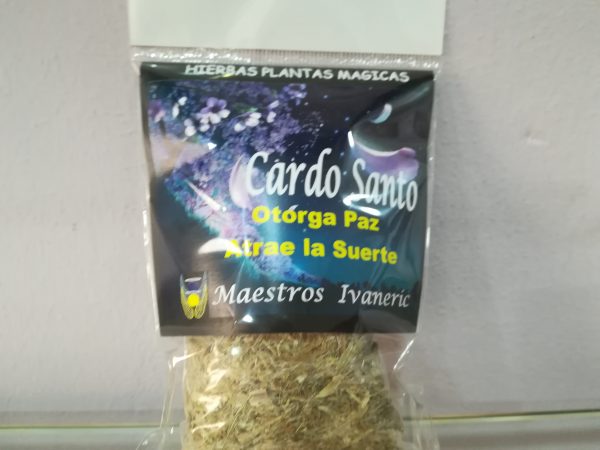 HIERBAS PLANTAS MAGICAS
Cardo Santo
Otorga Paz
Atrae la Suerte
Maestros Ivaneric